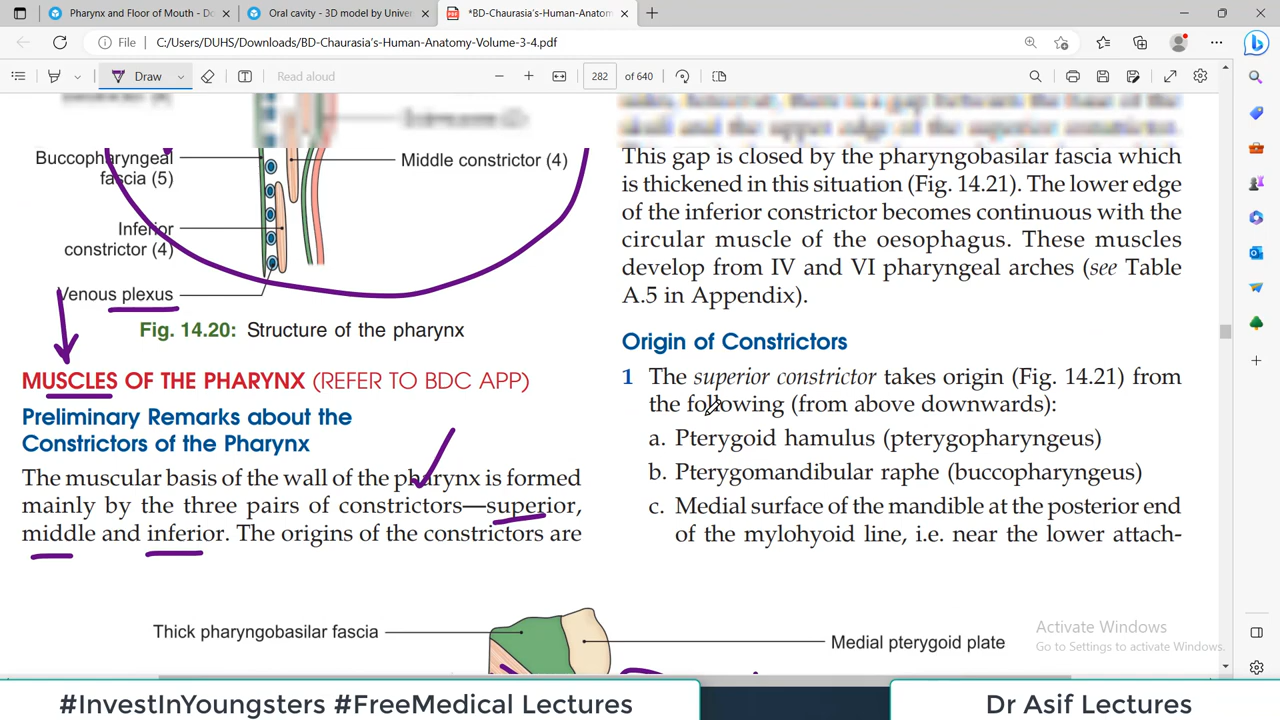 Pharynx and Floor of Mouth - Do
Oral cavity - 3D model by Univer
*BD-Chaurasia's-Human-Anatom
File
C:/Users/DUHS/Downloads/BD-Chaurasia's-Human-Anatomy-Volume-3-4.pdf
Draw
Read aloud
282
of 640
Buccopharyngeal
fascia (5)
Middle constrictor (4)
Inferior
constrictor (4)
Venous plexus
Fig. 14.20: Structure of the pharynx
MUSCLES OF THE PHARYNX (REFER TO BDC APP)
Preliminary Remarks about the
Constrictors of the Pharynx
The muscular basis of the wall of the pharynx is formed
mainly by the three pairs of constrictors—superior,
middle and inferior. The origins of the constrictors are
This gap is closed by the pharyngobasilar fascia which
is thickened in this situation (Fig. 14.21). The lower edge
of the inferior constrictor becomes continuous with the
circular muscle of the oesophagus. These muscles
develop from IV and VI pharyngeal arches (see Table
A.5 in Appendix).
Origin of Constrictors
1 The superior constrictor takes origin (Fig. 14.21) from
the following (from above downwards):
a. Pterygoid hamulus (pterygopharyngeus)
b. Pterygomandibular raphe (buccopharyngeus)
c. Medial surface of the mandible at the posterior end
of the mylohyoid line, i.e. near the lower attach-
Thick pharyngobasilar fascia
Medial pterygoid plate
Activate Windows
Go to Settings to activate Windows.
#InvestInYoungsters #FreeMedical Lectures
Dr Asif Lectures